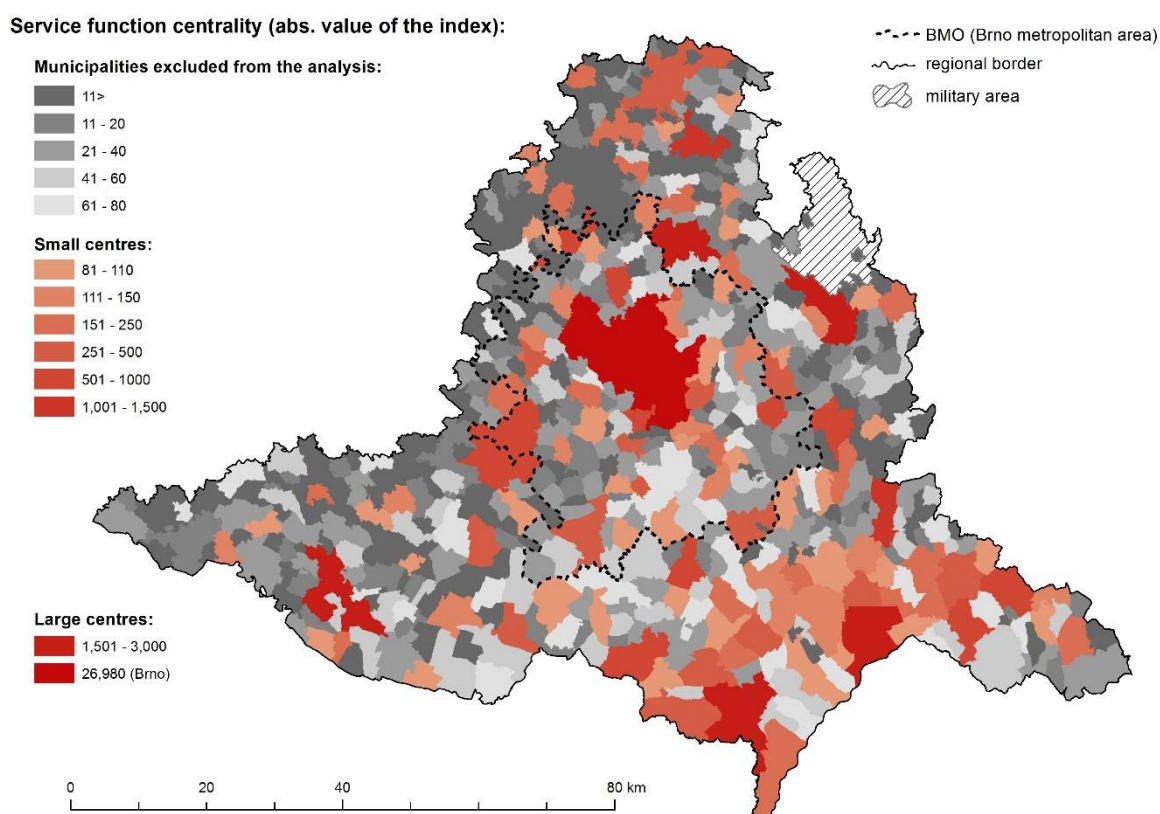 Service function centrality (abs. value of the index):
Municipalities excluded from the analysis:
11>
11 - 20
21 - 40
41 - 60
61 - 80
Small centres:
81 - 110
111 - 150
151 - 250
251 - 500
501 - 1000
1,001 - 1,500
Large centres:
1,501 - 3,000
26,980 (Brno)
BMO (Brno metropolitan area)
regional border
military area
0 20 40 80 km